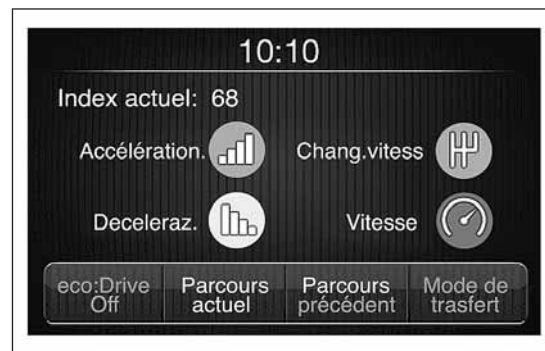 10:10
Index actuel: 68
Accélération. Chang.vitess
Deceleraz. Vitesse
eco:Drive Off
Parcours actuel
Parcours précédent
Mode de trasfert